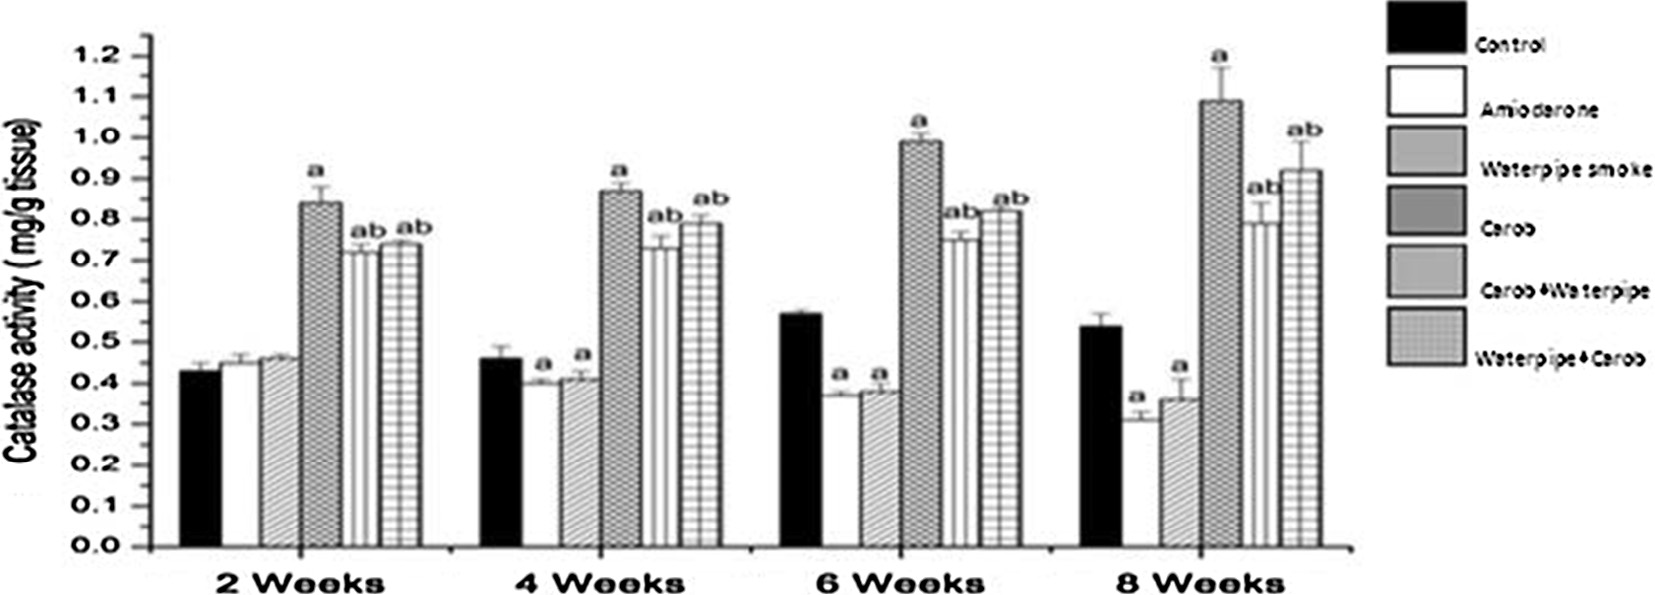 Catalase activity ( mg/g tissue)
1.2
1.1
1.0
0.9
0.8
0.7
0.6
0.5
0.4
0.3
0.2
0.1
0.0
a
ab
ab
a
a
a
ab
ab
a
a
a
ab
ab
a
a
a
ab
ab
2 Weeks
4 Weeks
6 Weeks
8 Weeks
Control
Amiodarone
Waterpipe smoke
Carob
Carob+Waterpipe
Waterpipe+Carob